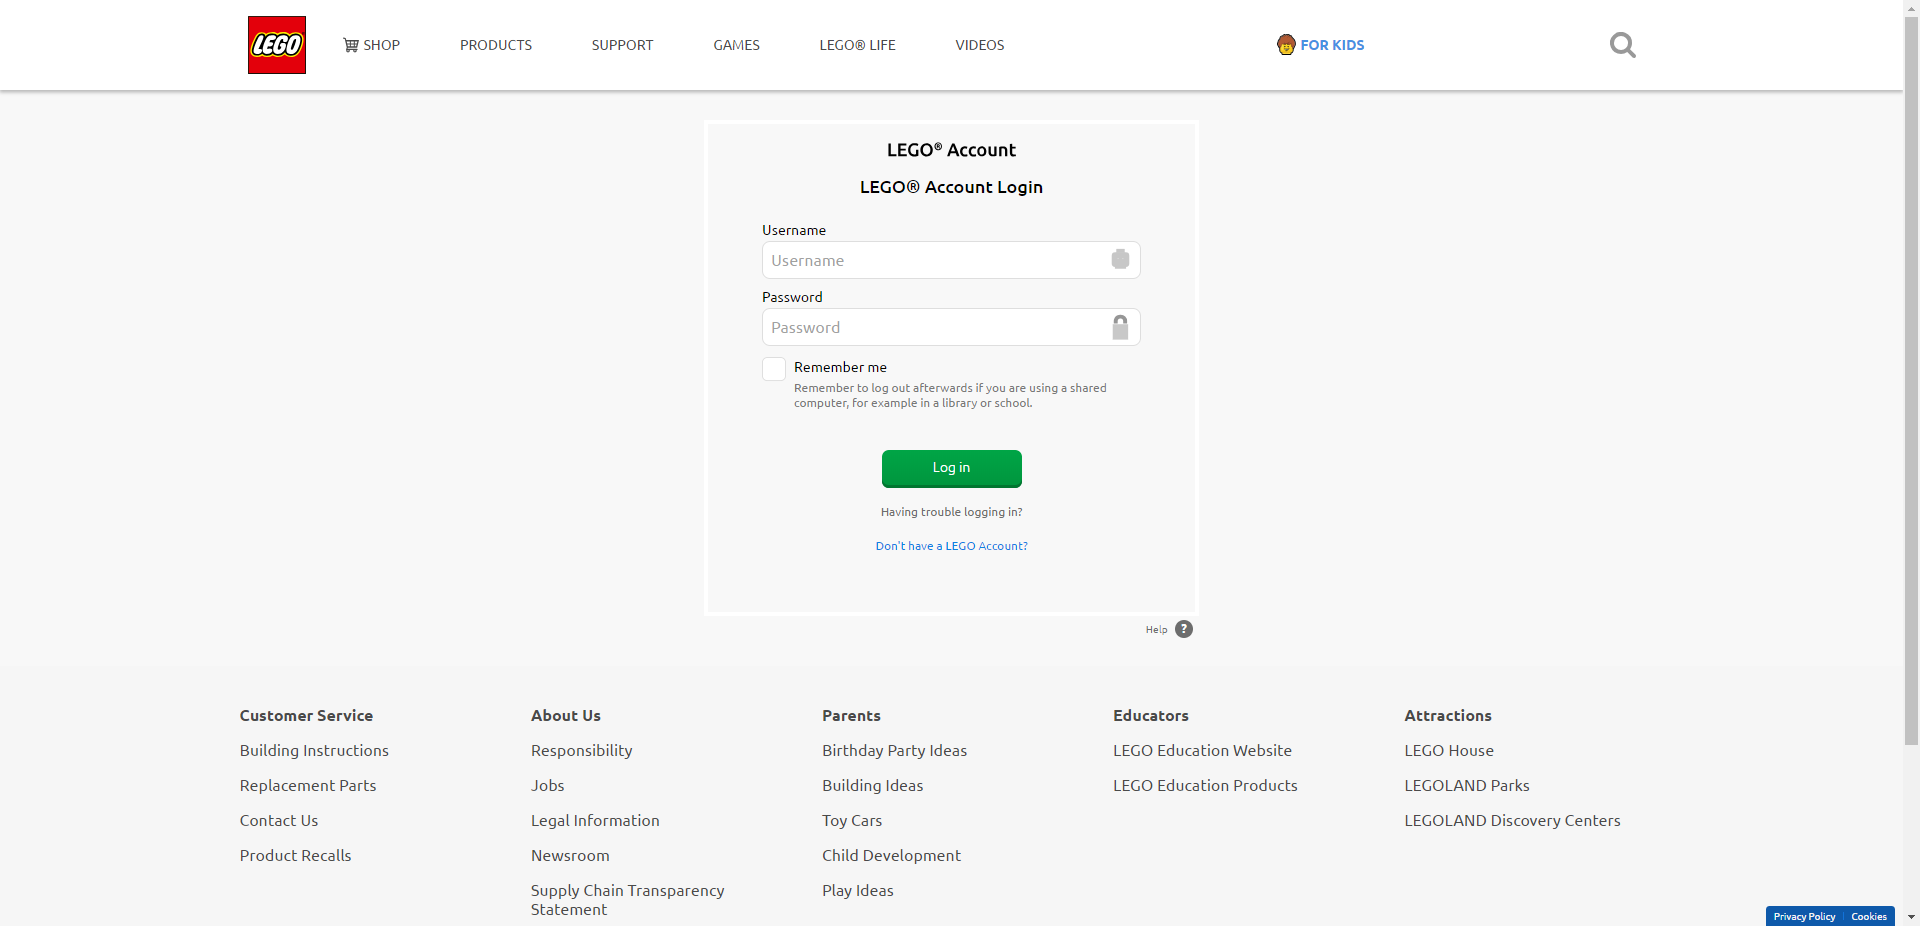 LEGO
SHOP
PRODUCTS
SUPPORT
GAMES
LEGO® LIFE
VIDEOS
FOR KIDS
LEGO® Account
LEGO® Account Login
Username
Username
Password
Password
Remember me
Remember to log out afterwards if you are using a shared
computer, for example in a library or school.
Log in
Having trouble logging in?
Don't have a LEGO Account?
Help ?
Customer Service
Building Instructions
Replacement Parts
Contact Us
Product Recalls
About Us
Responsibility
Jobs
Legal Information
Newsroom
Supply Chain Transparency
Statement
Parents
Birthday Party Ideas
Building Ideas
Toy Cars
Child Development
Play Ideas
Educators
LEGO Education Website
LEGO Education Products
Attractions
LEGO House
LEGOLAND Parks
LEGOLAND Discovery Centers
Privacy Policy
Cookies